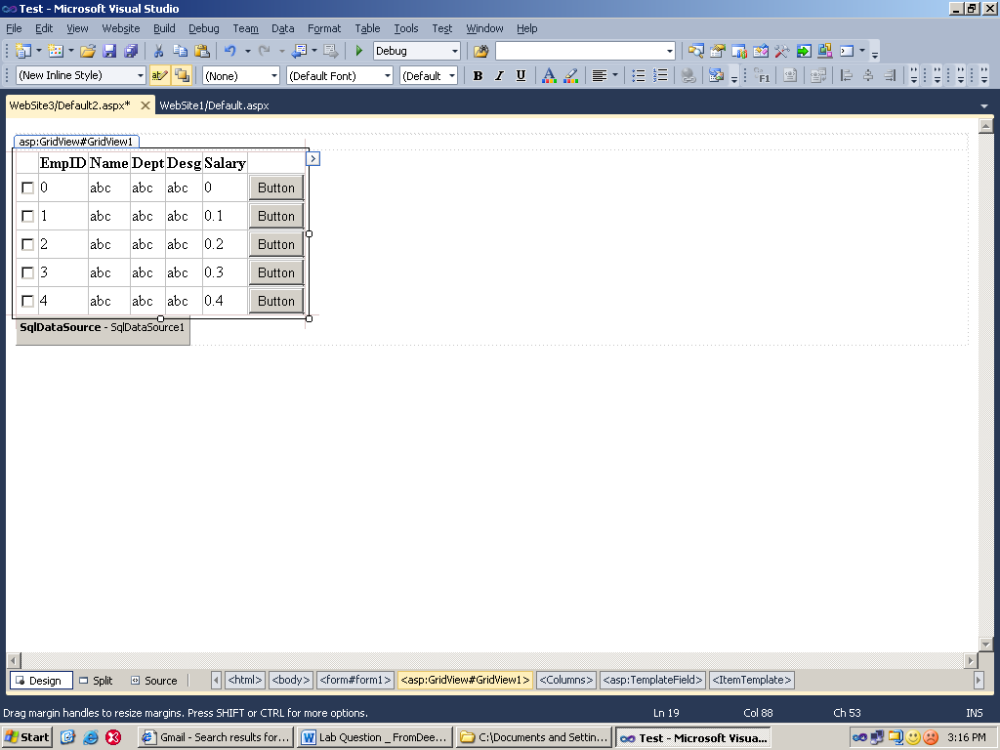 Test - Microsoft Visual Studio
File Edit View Website Build Debug Team Data Format Table Tools Test Window Help
Debug
(New Inline Style) ab (None) (Default Font) (Default B I U A F1
WebSite3/Default2.aspx* WebSite1/Default.aspx
asp:GridView#GridView1
EmpID Name Dept Desg Salary
0 abc abc abc 0 Button
1 abc abc abc 0.1 Button
2 abc abc abc 0.2 Button
3 abc abc abc 0.3 Button
4 abc abc abc 0.4 Button
SqlDataSource - SqlDataSource1
Design Split Source <html> <body> <form#form1> <asp:GridView#GridView1> <Columns> <asp:TemplateField> <ItemTemplate>
Drag margin handles to resize margins. Press SHIFT or CTRL for more options. Ln 19 Col 88 Ch 53 INS
Start Gmail - Search results for... Lab Question _ FromDee... C:\Documents and Settin... Test - Microsoft Visua... 3:16 PM